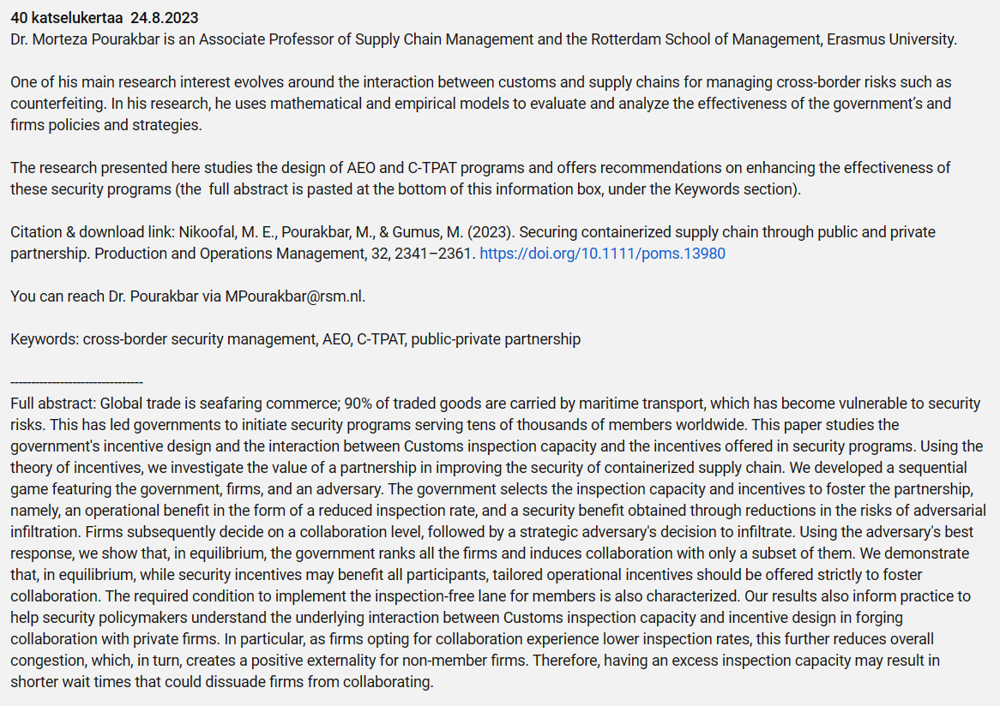 40 katselukertaa  24.8.2023
Dr. Morteza Pourakbar is an Associate Professor of Supply Chain Management and the Rotterdam School of Management, Erasmus University.
One of his main research interest evolves around the interaction between customs and supply chains for managing cross-border risks such as
counterfeiting. In his research, he uses mathematical and empirical models to evaluate and analyze the effectiveness of the government’s and
firms policies and strategies.
The research presented here studies the design of AEO and C-TPAT programs and offers recommendations on enhancing the effectiveness of
these security programs (the  full abstract is pasted at the bottom of this information box, under the Keywords section).
Citation & download link: Nikoofal, M. E., Pourakbar, M., & Gumus, M. (2023). Securing containerized supply chain through public and private
partnership. Production and Operations Management, 32, 2341–2361. https://doi.org/10.1111/poms.13980
You can reach Dr. Pourakbar via MPourakbar@rsm.nl.
Keywords: cross-border security management, AEO, C-TPAT, public-private partnership
--------------------------------
Full abstract: Global trade is seafaring commerce; 90% of traded goods are carried by maritime transport, which has become vulnerable to security
risks. This has led governments to initiate security programs serving tens of thousands of members worldwide. This paper studies the
government's incentive design and the interaction between Customs inspection capacity and the incentives offered in security programs. Using the
theory of incentives, we investigate the value of a partnership in improving the security of containerized supply chain. We developed a sequential
game featuring the government, firms, and an adversary. The government selects the inspection capacity and incentives to foster the partnership,
namely, an operational benefit in the form of a reduced inspection rate, and a security benefit obtained through reductions in the risks of adversarial
infiltration. Firms subsequently decide on a collaboration level, followed by a strategic adversary's decision to infiltrate. Using the adversary's best
response, we show that, in equilibrium, the government ranks all the firms and induces collaboration with only a subset of them. We demonstrate
that, in equilibrium, while security incentives may benefit all participants, tailored operational incentives should be offered strictly to foster
collaboration. The required condition to implement the inspection-free lane for members is also characterized. Our results also inform practice to
help security policymakers understand the underlying interaction between Customs inspection capacity and incentive design in forging
collaboration with private firms. In particular, as firms opting for collaboration experience lower inspection rates, this further reduces overall
congestion, which, in turn, creates a positive externality for non-member firms. Therefore, having an excess inspection capacity may result in
shorter wait times that could dissuade firms from collaborating.